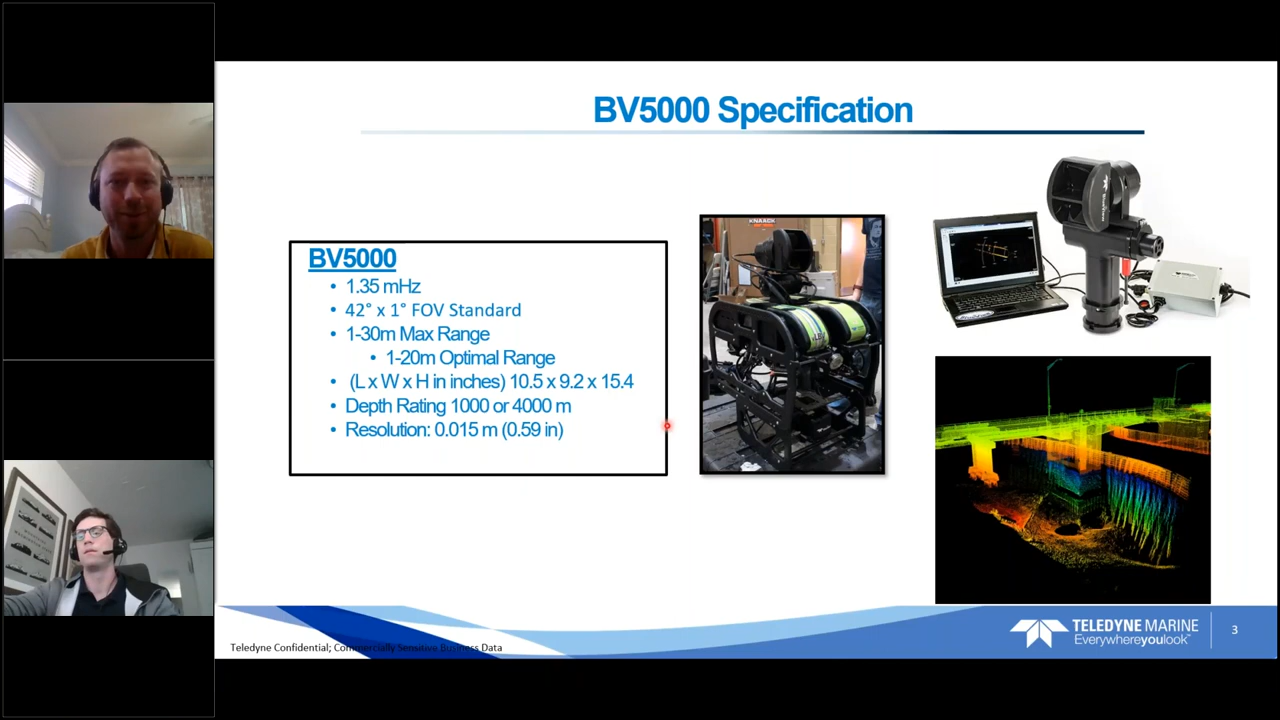 BV5000 Specification
BV5000
• 1.35 mHz
• 42° x 1° FOV Standard
• 1-30m Max Range
• 1-20m Optimal Range
• (L x W x H in inches) 10.5 x 9.2 x 15.4
• Depth Rating 1000 or 4000 m
• Resolution: 0.015 m (0.59 in)
KNAACK
Teledyne Confidential; Commercially Sensitive Business Data
TELEDYNE MARINE
Everywhereyoulook™
3